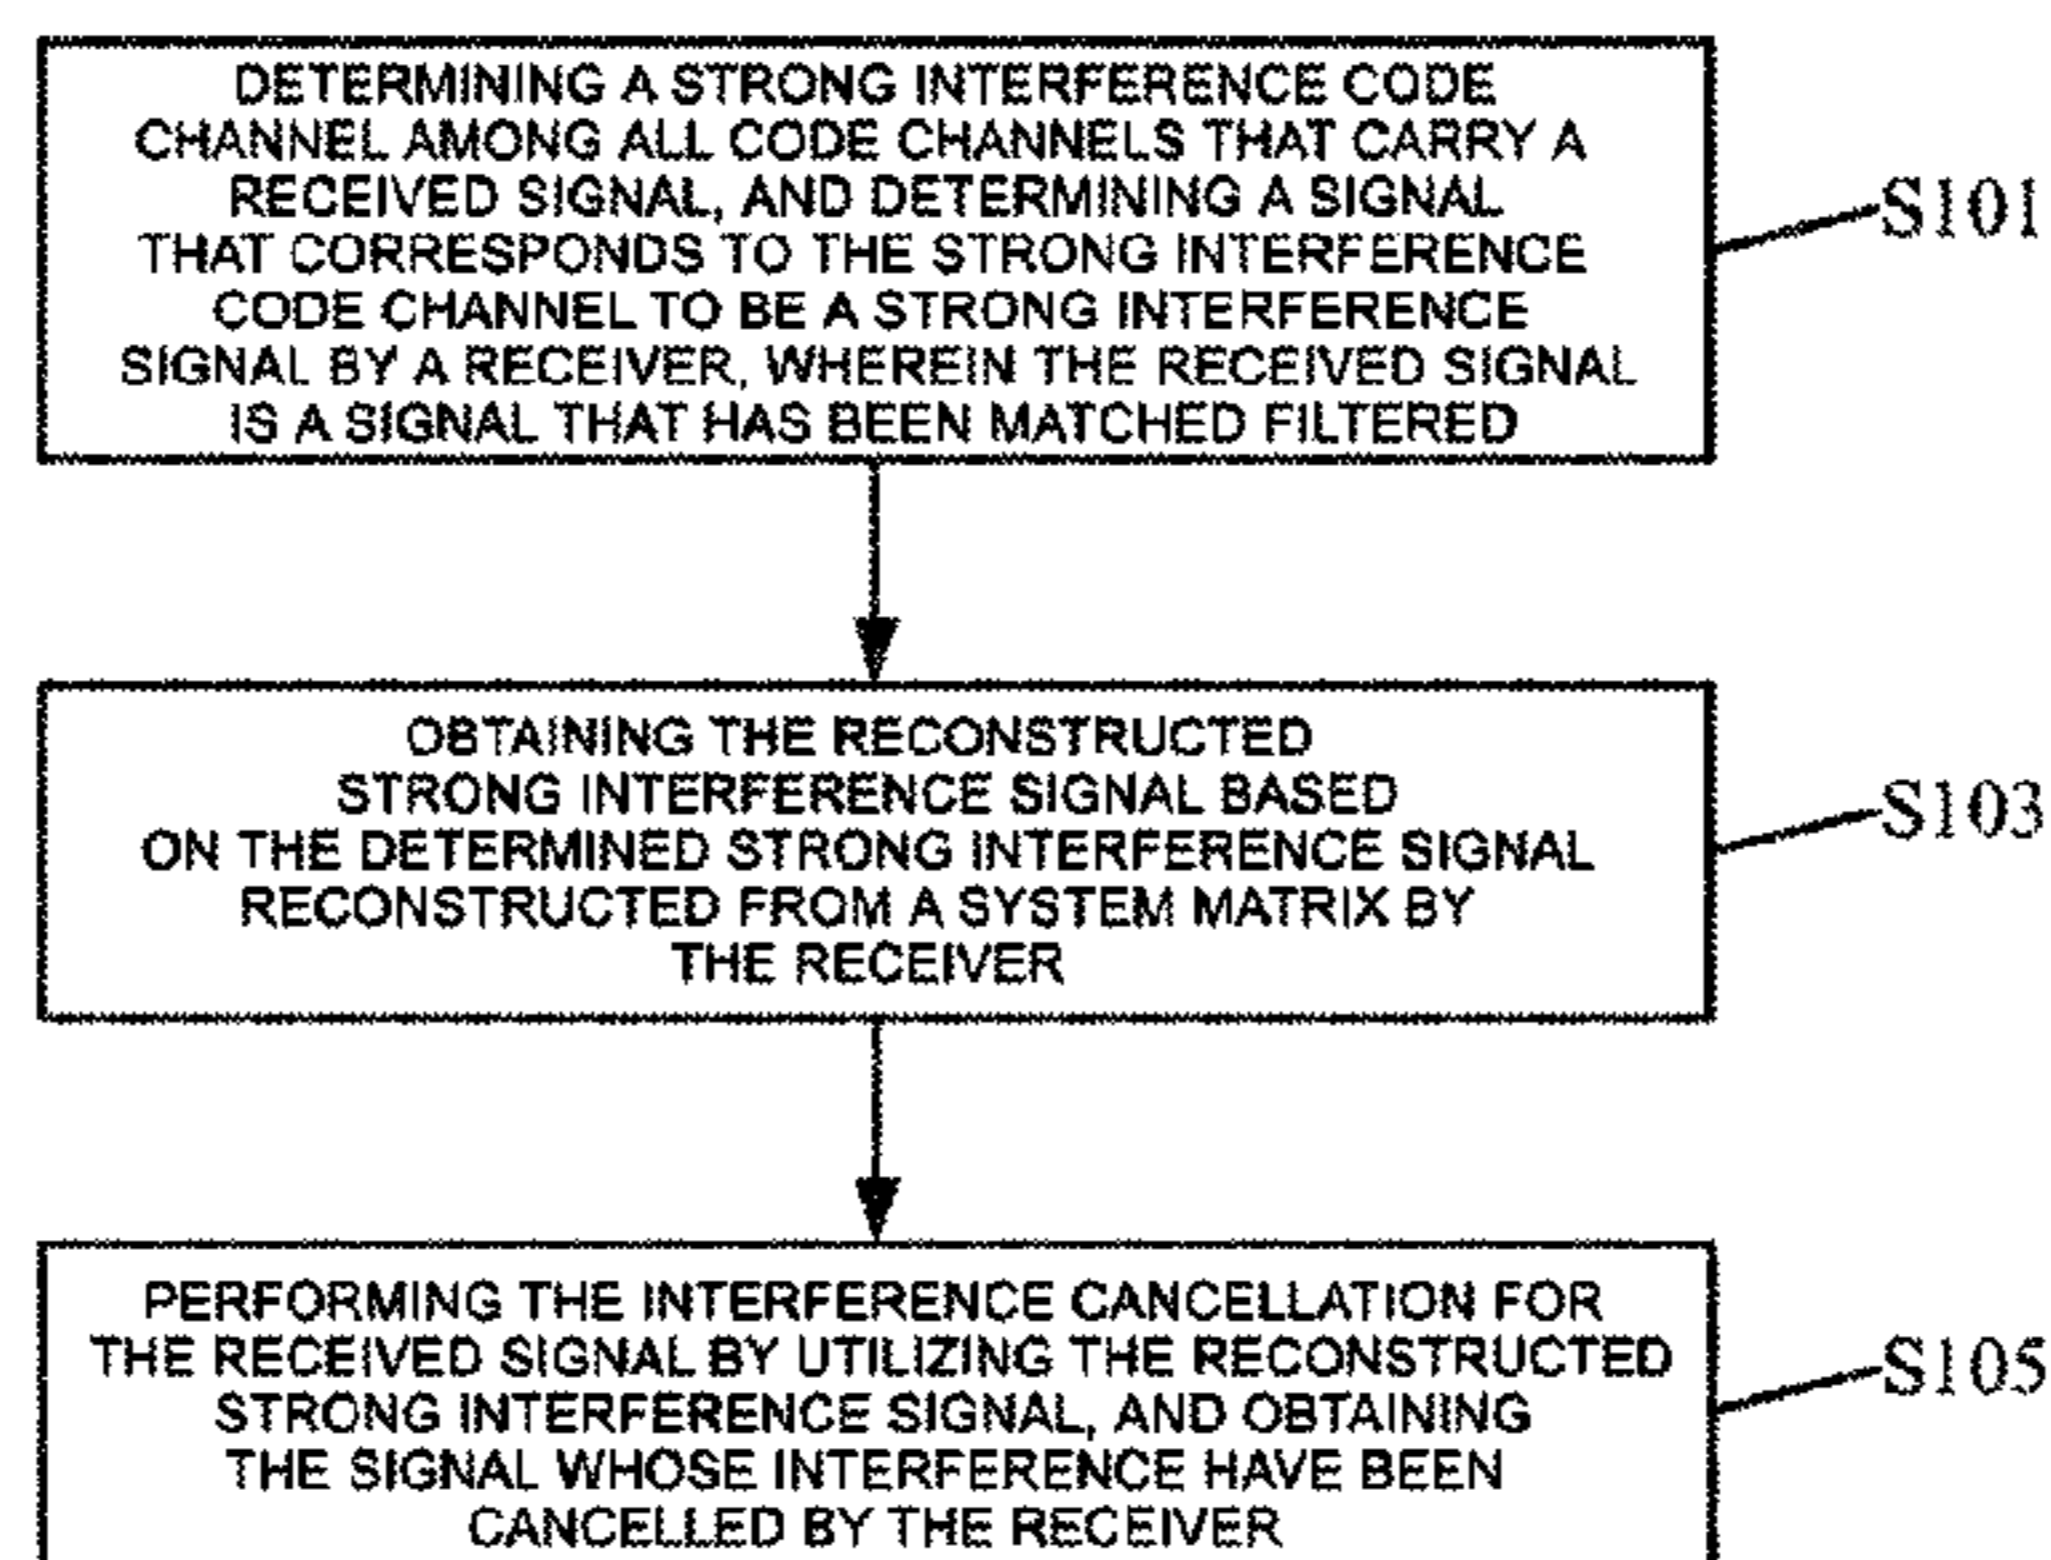 DETERMINING A STRONG INTERFERENCE CODE
CHANNEL AMONG ALL CODE CHANNELS THAT CARRY A
RECEIVED SIGNAL, AND DETERMINING A SIGNAL
THAT CORRESPONDS TO THE STRONG INTERFERENCE
CODE CHANNEL TO BE A STRONG INTERFERENCE
SIGNAL BY A RECEIVER, WHEREIN THE RECEIVED SIGNAL
IS A SIGNAL THAT HAS BEEN MATCHED FILTERED
S101
OBTAINING THE RECONSTRUCTED
STRONG INTERFERENCE SIGNAL BASED
ON THE DETERMINED STRONG INTERFERENCE SIGNAL
RECONSTRUCTED FROM A SYSTEM MATRIX BY
THE RECEIVER
S103
PERFORMING THE INTERFERENCE CANCELLATION FOR
THE RECEIVED SIGNAL BY UTILIZING THE RECONSTRUCTED
STRONG INTERFERENCE SIGNAL, AND OBTAINING
THE SIGNAL WHOSE INTERFERENCE HAVE BEEN
CANCELLED BY THE RECEIVER
S105